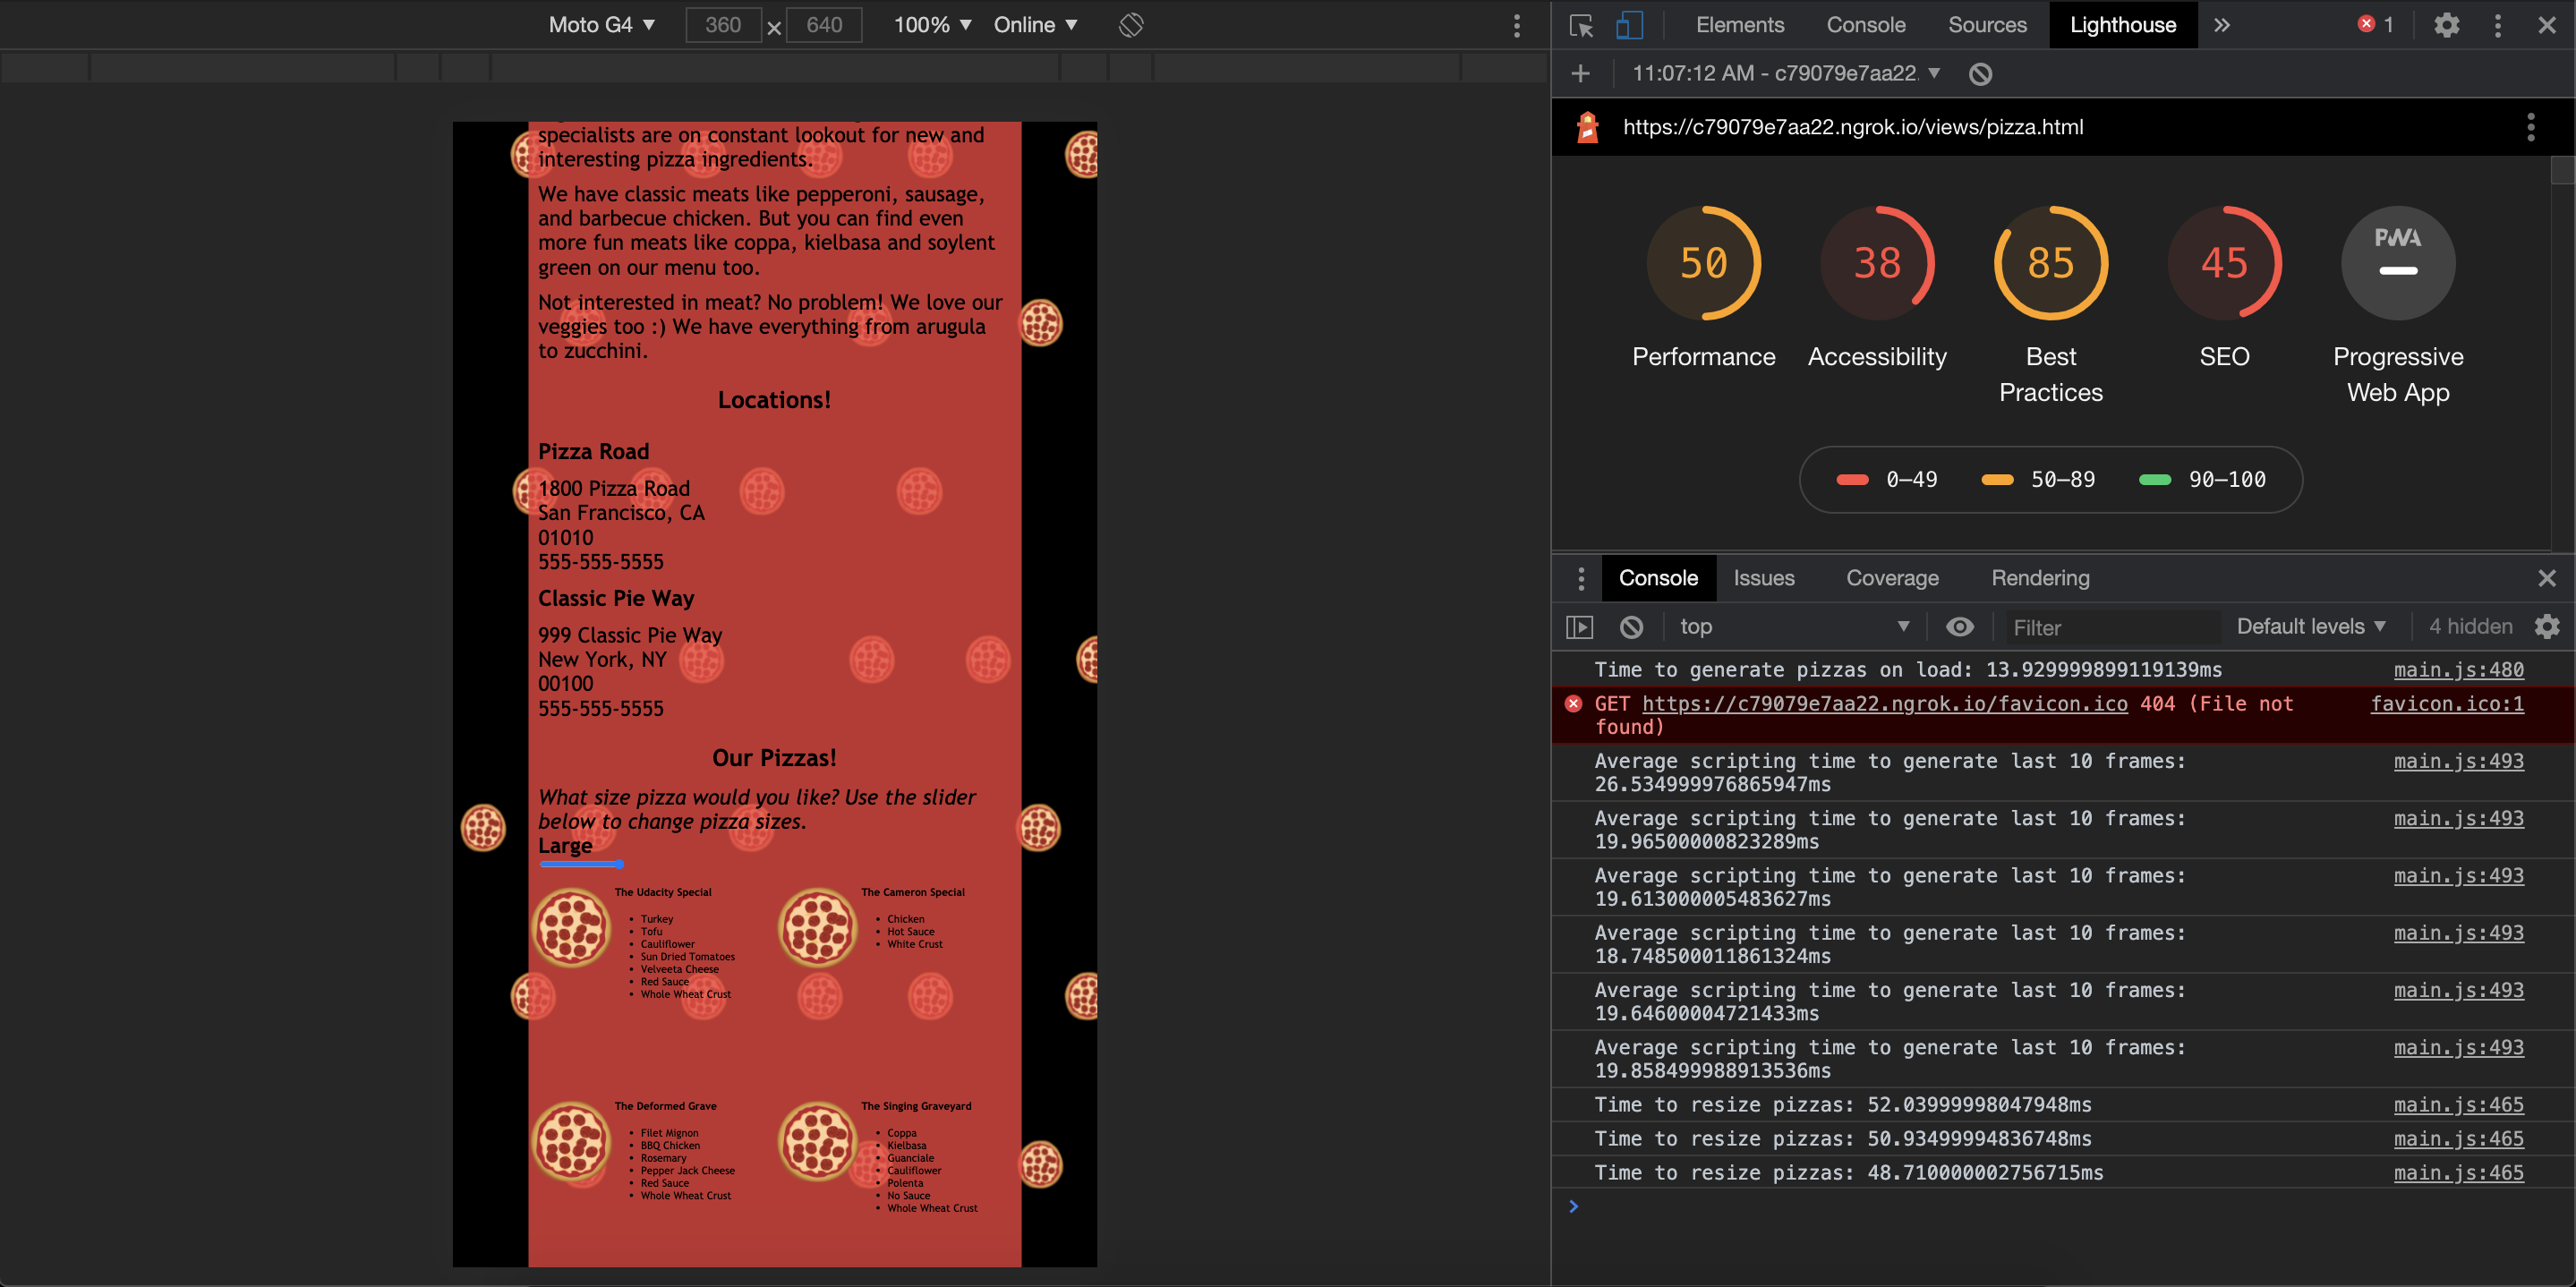 Moto G4 ▼ 360 × 640 100% ▼ Online ▼
specialists are on constant lookout for new and
interesting pizza ingredients.
We have classic meats like pepperoni, sausage,
and barbecue chicken. But you can find even
more fun meats like coppa, kielbasa and soylent
green on our menu too.
Not interested in meat? No problem! We love our
veggies too :) We have everything from arugula
to zucchini.
Locations!
Pizza Road
1800 Pizza Road
San Francisco, CA
01010
555-555-5555
Classic Pie Way
999 Classic Pie Way
New York, NY
00100
555-555-5555
Our Pizzas!
What size pizza would you like? Use the slider
below to change pizza sizes.
Large
The Udacity Special
• Turkey
• Tofu
• Cauliflower
• Sun Dried Tomatoes
• Velveeta Cheese
• Red Sauce
• Whole Wheat Crust
The Cameron Special
• Chicken
• Hot Sauce
• White Crust
The Deformed Grave
• Filet Mignon
• BBQ Chicken
• Rosemary
• Pepper Jack Cheese
• Red Sauce
• Whole Wheat Crust
The Singing Graveyard
• Coppa
• Kielbasa
• Guanciale
• Cauliflower
• Polenta
• No Sauce
• Whole Wheat Crust
Elements Console Sources Lighthouse » 1
11:07:12 AM - c79079e7aa22. ▼
https://c79079e7aa22.ngrok.io/views/pizza.html
50 38 85 45 PWA
Performance Accessibility Best SEO Progressive
Practices Web App
0–49 50–89 90–100
Console Issues Coverage Rendering
top ▼ Filter Default levels ▼ 4 hidden
Time to generate pizzas on load: 13.929999899119139ms main.js:480
GET https://c79079e7aa22.ngrok.io/favicon.ico 404 (File not favicon.ico:1
found)
Average scripting time to generate last 10 frames: main.js:493
26.534999976865947ms
Average scripting time to generate last 10 frames: main.js:493
19.96500000823289ms
Average scripting time to generate last 10 frames: main.js:493
19.613000005483627ms
Average scripting time to generate last 10 frames: main.js:493
18.748500011861324ms
Average scripting time to generate last 10 frames: main.js:493
19.64600004721433ms
Average scripting time to generate last 10 frames: main.js:493
19.858499988913536ms
Time to resize pizzas: 52.03999998047948ms main.js:465
Time to resize pizzas: 50.93499994836748ms main.js:465
Time to resize pizzas: 48.710000002756715ms main.js:465